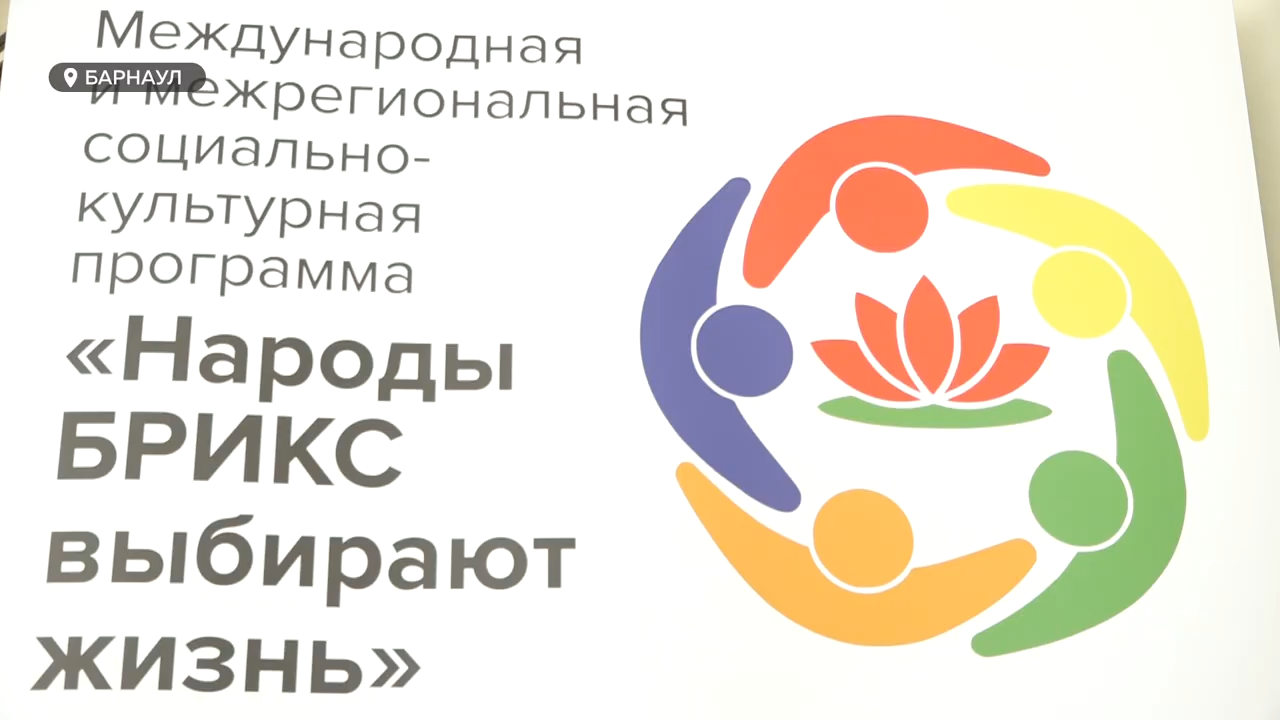 Международная
БАРНАУЛ
и межрегиональная
социально-
культурная
программа
«Народы
БРИКС
выбирают
жизнь»